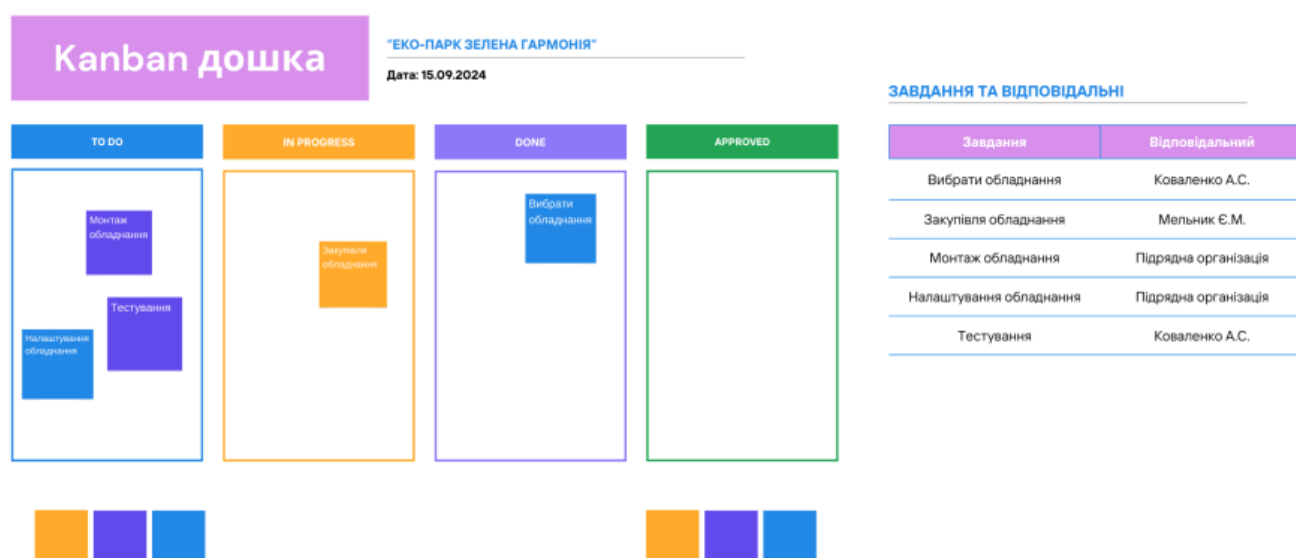 Kanban дошка
"ЕКО-ПАРК ЗЕЛЕНА ГАРМОНІЯ"
Дата: 15.09.2024
TO DO
IN PROGRESS
DONE
APPROVED
Монтаж
обладнання
Тестування
Налаштування
обладнання
Закупівля
обладнання
Вибрати
обладнання
ЗАВДАННЯ ТА ВІДПОВІДАЛЬНІ
Завдання Відповідальний
Вибрати обладнання Коваленко А.С.
Закупівля обладнання Мельник Є.М.
Монтаж обладнання Підрядна організація
Налаштування обладнання Підрядна організація
Тестування Коваленко А.С.